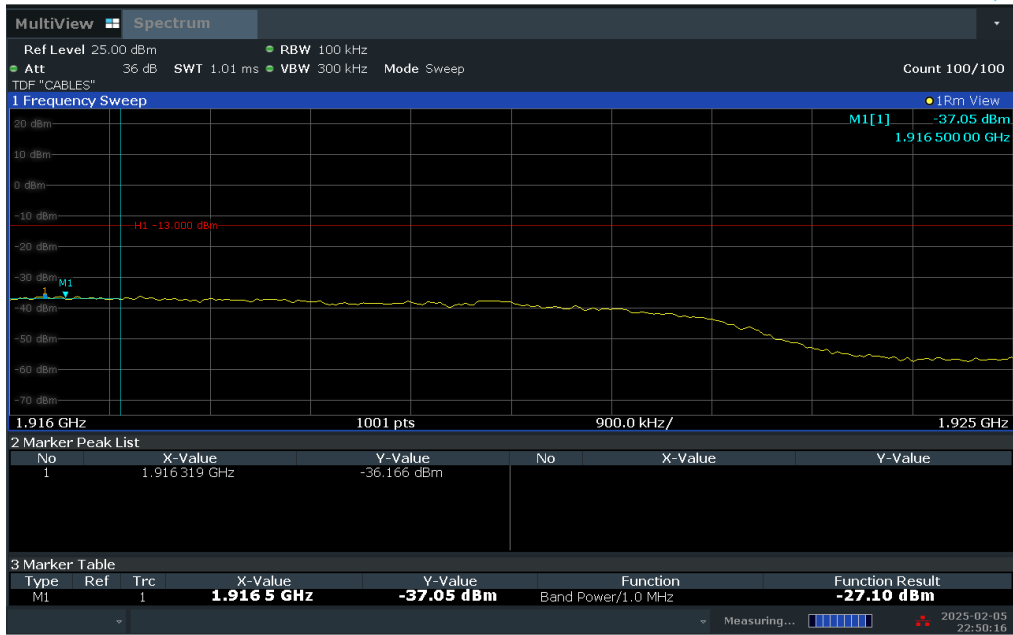 MultiView Spectrum
Ref Level 25.00 dBm RBW 100 kHz
Att 36 dB SWT 1.01 ms VBW 300 kHz Mode Sweep Count 100/100
TDF "CABLES"
1 Frequency Sweep 1Rm View
M1[1] -37.05 dBm
1.916 500 00 GHz
20 dBm
10 dBm
0 dBm
-10 dBm
H1 -13.000 dBm
-20 dBm
-30 dBm
M1
1
-40 dBm
-50 dBm
-60 dBm
-70 dBm
1.916 GHz 1001 pts 900.0 kHz/ 1.925 GHz
2 Marker Peak List
No X-Value Y-Value No X-Value Y-Value
1 1.916 319 GHz -36.166 dBm
3 Marker Table
Type Ref Trc X-Value Y-Value Function Function Result
M1 1 1.916 5 GHz -37.05 dBm Band Power/1.0 MHz -27.10 dBm
Measuring... 2025-02-05
22:50:16